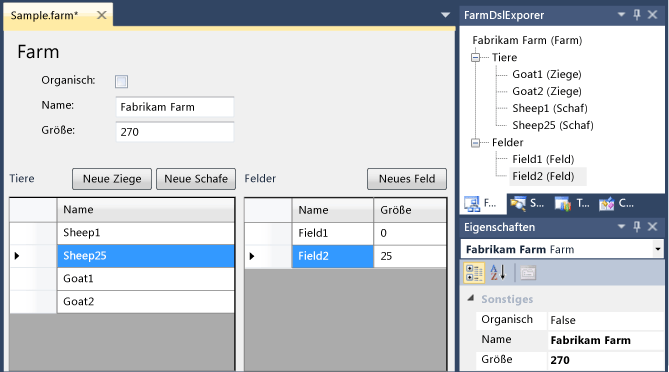 Sample.farm*
Farm
Organisch:
Name: Fabrikam Farm
Größe: 270
Tiere Neue Ziege Neue Schafe
Name
Sheep1
Sheep25
Goat1
Goat2
Felder Neues Feld
Name Größe
Field1 0
Field2 25
FarmDslExporer
Fabrikam Farm (Farm)
Tiere
Goat1 (Ziege)
Goat2 (Ziege)
Sheep1 (Schaf)
Sheep25 (Schaf)
Felder
Field1 (Feld)
Field2 (Feld)
F... S... T... C...
Eigenschaften
Fabrikam Farm Farm
Sonstiges
Organisch False
Name Fabrikam Farm
Größe 270